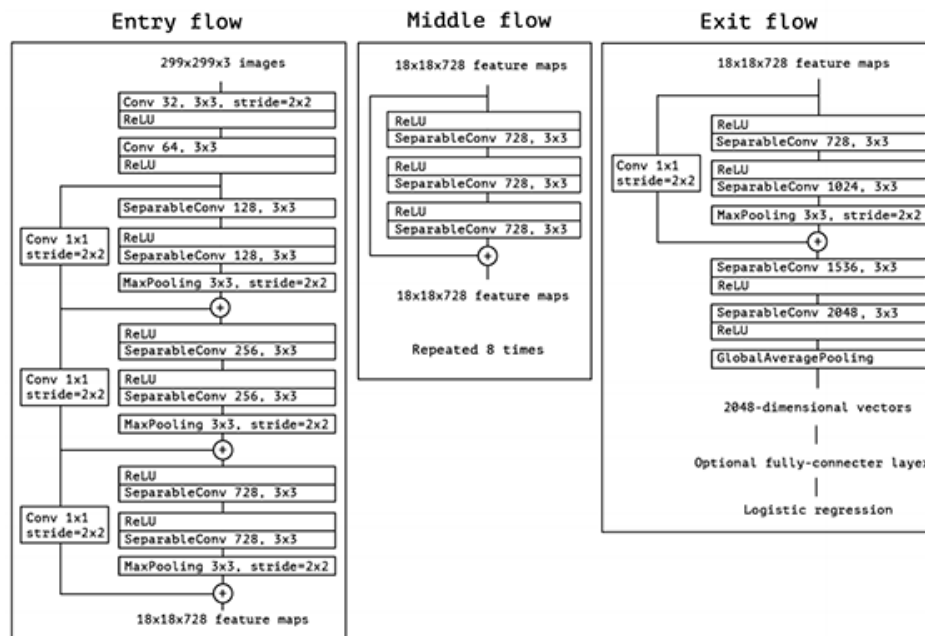 Entry flow
299x299x3 images
Conv 32, 3x3, stride=2x2
ReLU
Conv 64, 3x3
ReLU
SeparableConv 128, 3x3
Conv 1x1
stride=2x2
ReLU
SeparableConv 128, 3x3
MaxPooling 3x3, stride=2x2
+
ReLU
SeparableConv 256, 3x3
Conv 1x1
stride=2x2
ReLU
SeparableConv 256, 3x3
MaxPooling 3x3, stride=2x2
+
ReLU
SeparableConv 728, 3x3
Conv 1x1
stride=2x2
ReLU
SeparableConv 728, 3x3
MaxPooling 3x3, stride=2x2
+
18x18x728 feature maps
Middle flow
18x18x728 feature maps
ReLU
SeparableConv 728, 3x3
ReLU
SeparableConv 728, 3x3
ReLU
SeparableConv 728, 3x3
+
18x18x728 feature maps
Repeated 8 times
Exit flow
18x18x728 feature maps
ReLU
SeparableConv 728, 3x3
Conv 1x1
stride=2x2
ReLU
SeparableConv 1024, 3x3
MaxPooling 3x3, stride=2x2
+
SeparableConv 1536, 3x3
ReLU
SeparableConv 2048, 3x3
ReLU
GlobalAveragePooling
2048-dimensional vectors
Optional fully-connecter layer
Logistic regression